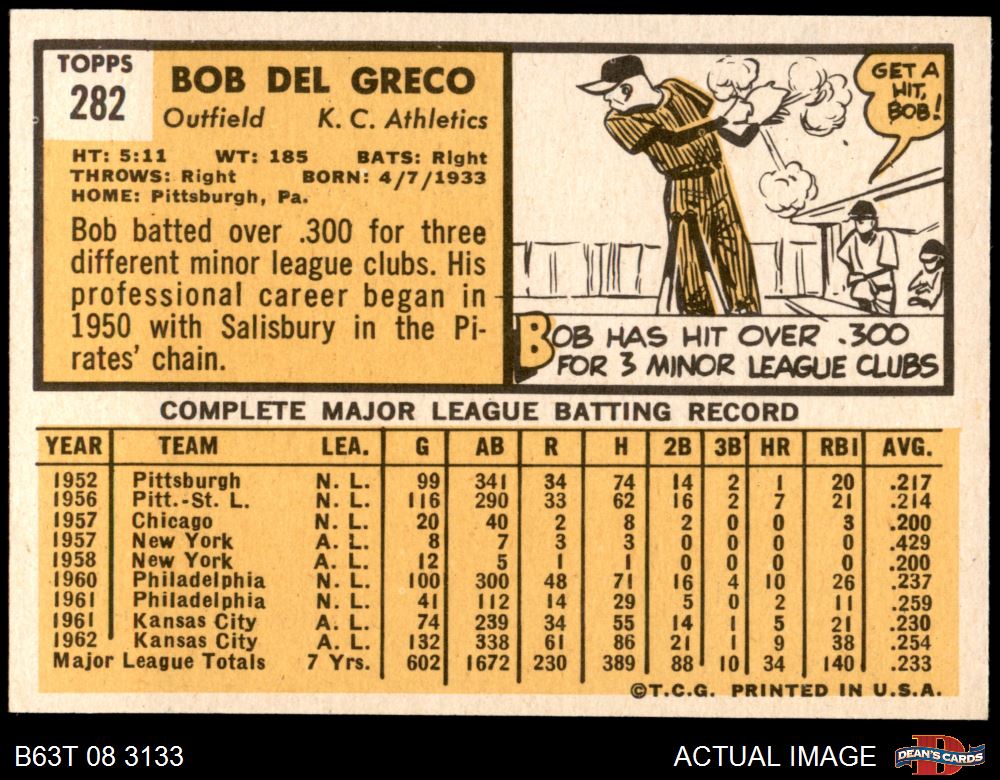 TOPPS
282
BOB DEL GRECO
Outfield K. C. Athletics
HT: 5:11 WT: 185 BATS: Right
THROWS: Right BORN: 4/7/1933
HOME: Pittsburgh, Pa.
Bob batted over .300 for three
different minor league clubs. His
professional career began in
1950 with Salisbury in the Pi-
rates' chain.
GET A
HIT,
BOB!
BOB HAS HIT OVER .300
FOR 3 MINOR LEAGUE CLUBS
COMPLETE MAJOR LEAGUE BATTING RECORD
YEAR TEAM LEA. G AB R H 2B 3B HR RBI AVG.
1952 Pittsburgh N. L. 99 341 34 74 14 2 1 20 .217
1956 Pitt.-St. L. N. L. 116 290 33 62 16 2 7 21 .214
1957 Chicago N. L. 20 40 2 8 2 0 0 3 .200
1957 New York A. L. 8 7 3 3 0 0 0 0 .429
1958 New York A. L. 12 5 1 1 0 0 0 0 .200
1960 Philadelphia N. L. 100 300 48 71 16 4 10 26 .237
1961 Philadelphia N. L. 41 112 14 29 5 0 2 11 .259
1961 Kansas City A. L. 74 239 34 55 14 1 5 21 .230
1962 Kansas City A. L. 132 338 61 86 21 1 9 38 .254
Major League Totals 7 Yrs. 602 1672 230 389 88 10 34 140 .233
©T.C.G. PRINTED IN U.S.A.
B63T 08 3133 ACTUAL IMAGE D DEAN'S CARDS